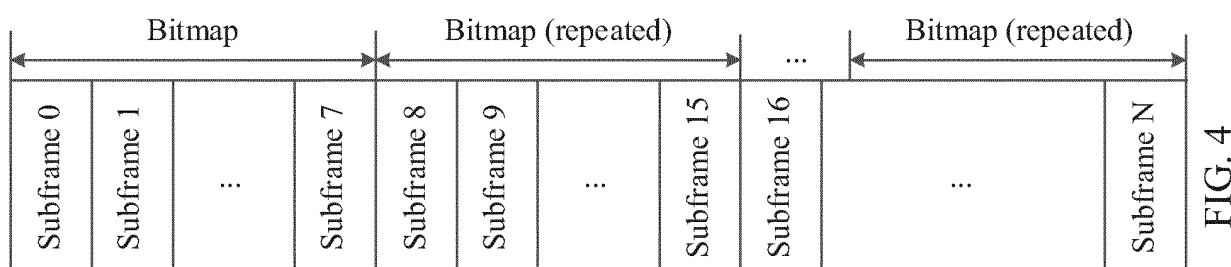 Bitmap
Bitmap (repeated)
...
Bitmap (repeated)
Subframe 0
Subframe 1
...
Subframe 7
Subframe 8
Subframe 9
...
Subframe 15
Subframe 16
...
Subframe N
FIG. 4